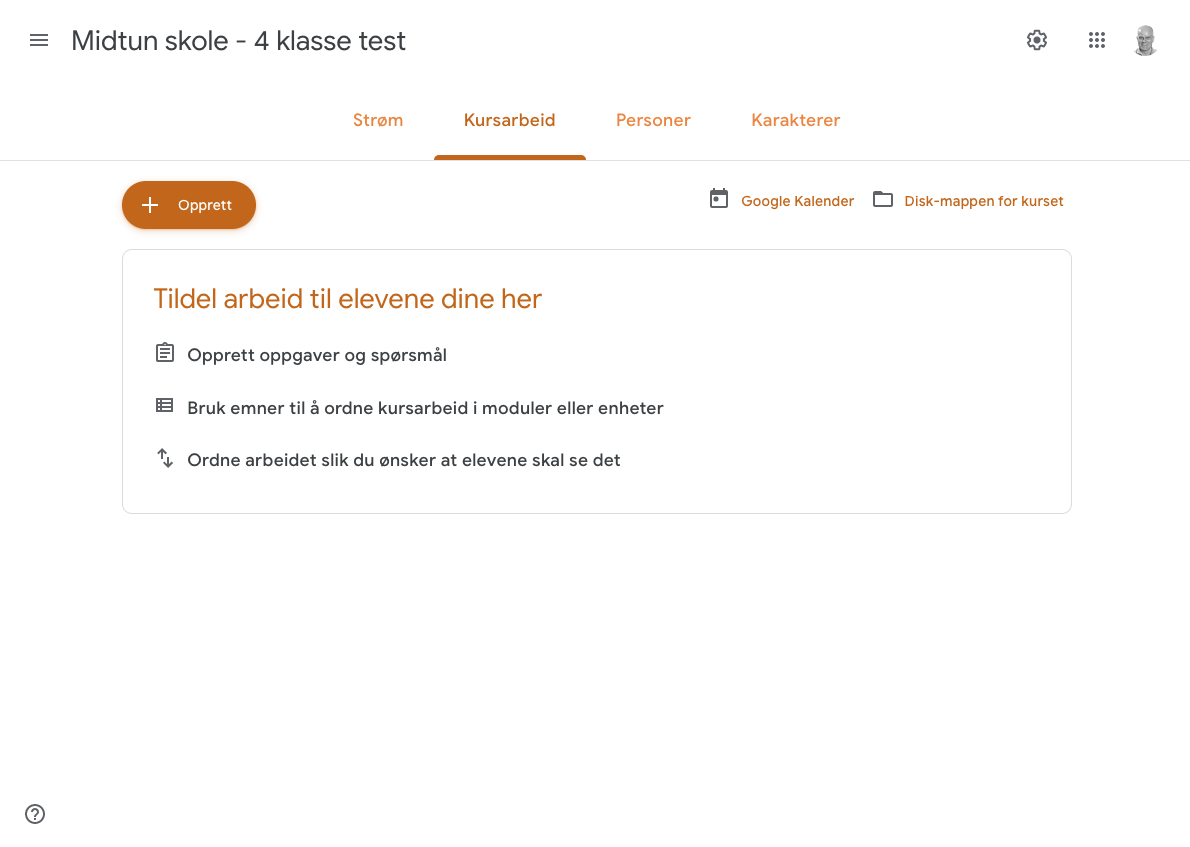 Midtun skole - 4 klasse test
Strøm
Kursarbeid
Personer
Karakterer
Opprett
Google Kalender
Disk-mappen for kurset
Tildel arbeid til elevene dine her
Opprett oppgaver og spørsmål
Bruk emner til å ordne kursarbeid i moduler eller enheter
Ordne arbeidet slik du ønsker at elevene skal se det